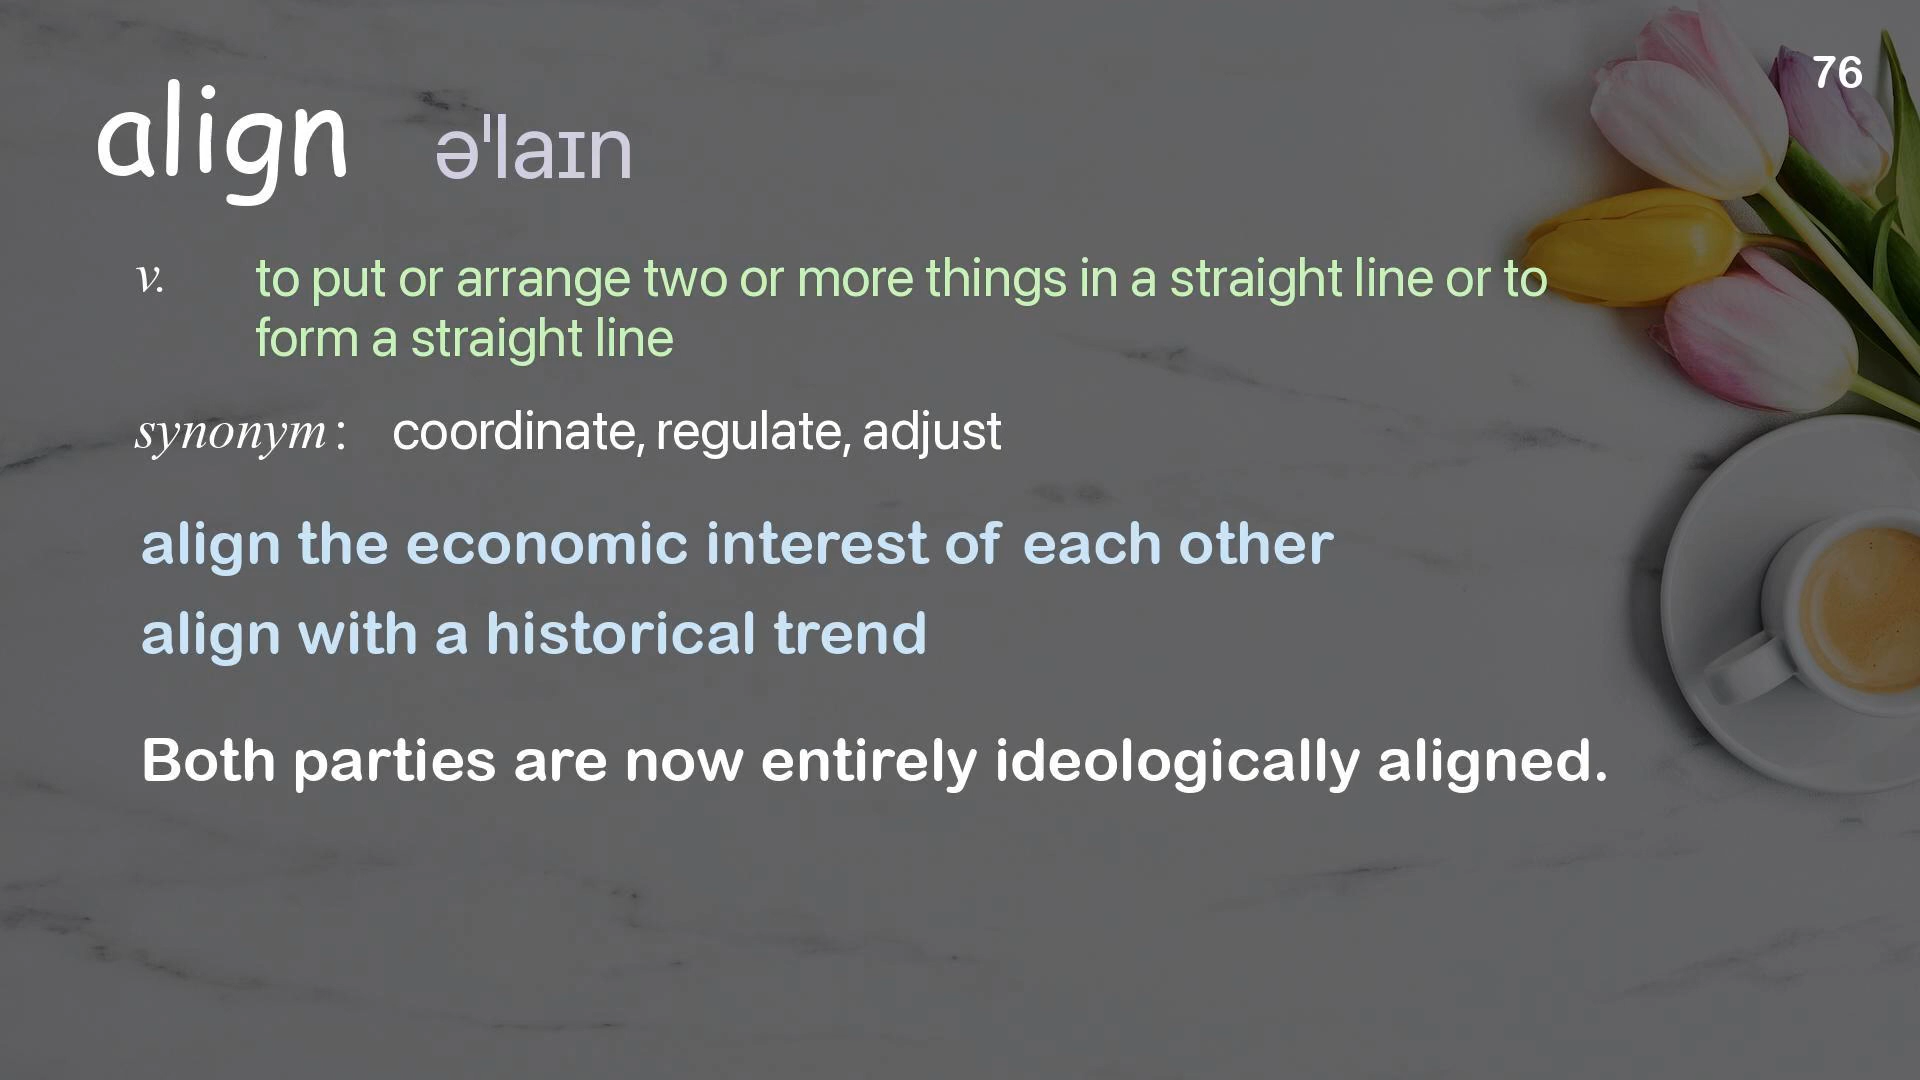 76
align əˈlaɪn
v. to put or arrange two or more things in a straight line or to
form a straight line
synonym: coordinate, regulate, adjust
align the economic interest of each other
align with a historical trend
Both parties are now entirely ideologically aligned.